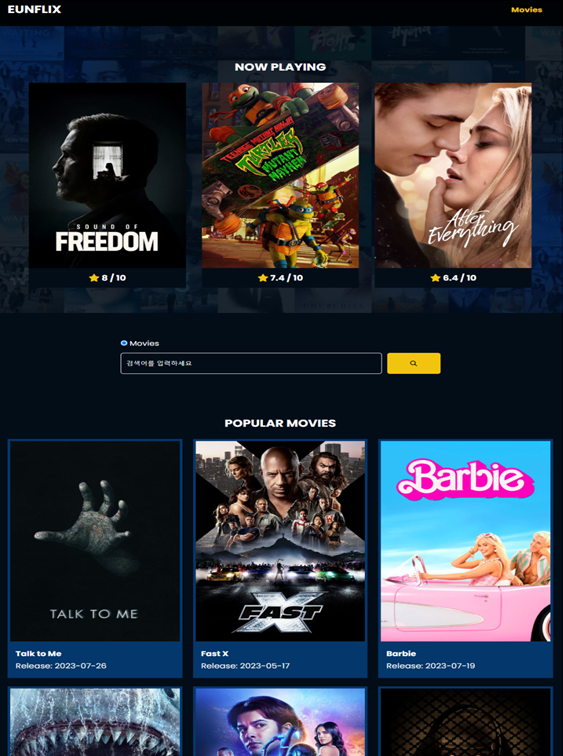 EUNFLIX
Movies
NOW PLAYING
SOUND OF
FREEDOM
TEENAGE MUTANT NINJA
TURTLES
MUTANT
MAYHEM
After
Everything
8 / 10
7.4 / 10
6.4 / 10
Movies
검색어를 입력하세요
POPULAR MOVIES
TALK TO ME
FAST X
Barbie
Talk to Me
Release: 2023-07-26
Fast X
Release: 2023-05-17
Barbie
Release: 2023-07-19